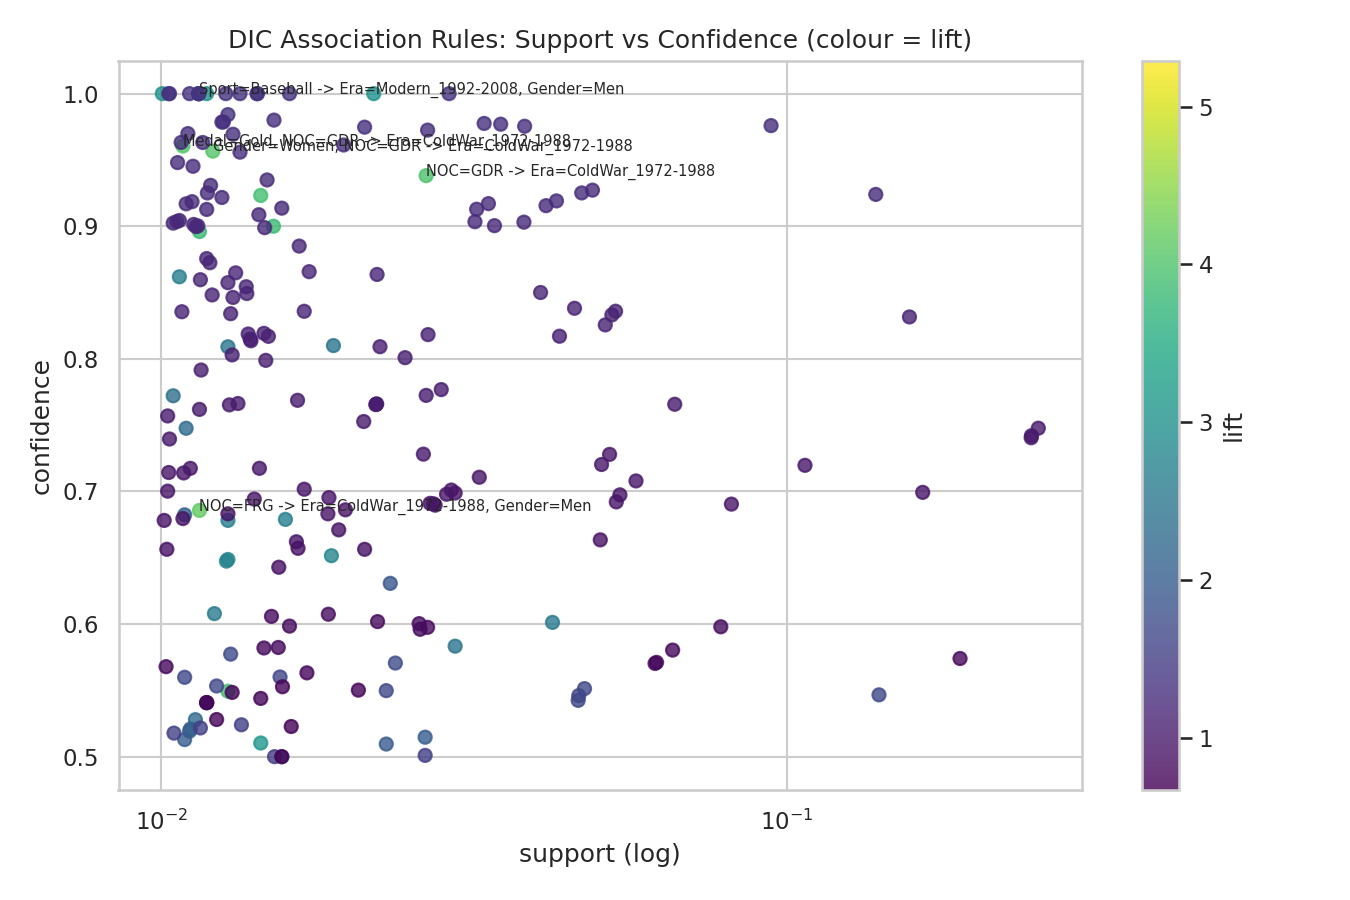 DIC Association Rules: Support vs Confidence (colour = lift)
Sport=Baseball -> Era=Modern_1992-2008, Gender=Men
Medal=Gold, NOC=GDR -> Era=ColdWar_1972-1988
Gender=Women, NOC=GDR -> Era=ColdWar_1972-1988
NOC=GDR -> Era=ColdWar_1972-1988
NOC=FRG -> Era=ColdWar_1972-1988, Gender=Men
1.0
0.9
0.8
0.7
0.6
0.5
confidence
10⁻²
10⁻¹
support (log)
5
4
3
2
1
lift